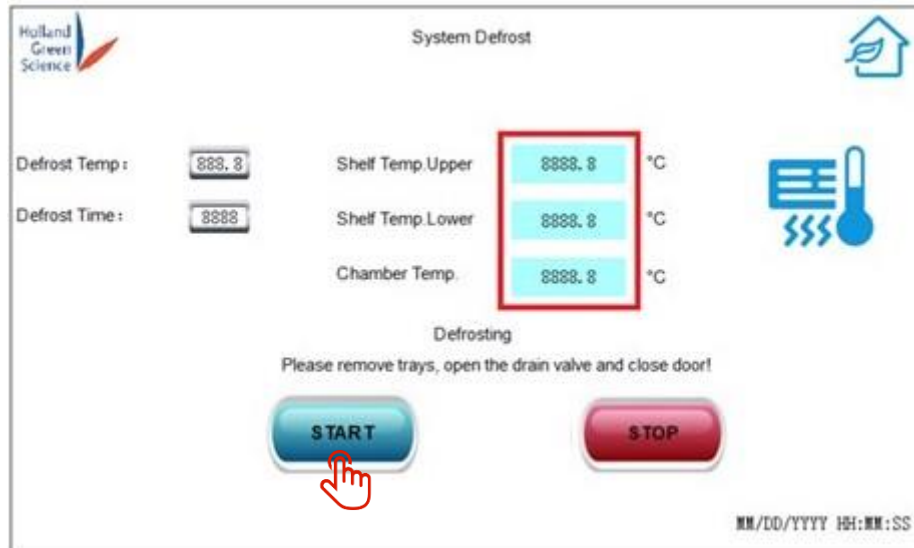 Holland
Green
Science
System Defrost
Defrost Temp:
888.8
Shelf Temp.Upper
8888.8
°C
Defrost Time:
8888
Shelf Temp.Lower
8888.8
°C
Chamber Temp.
8888.8
°C
Defrosting
Please remove trays, open the drain valve and close door!
START
STOP
MM/DD/YYYY HH:MM:SS